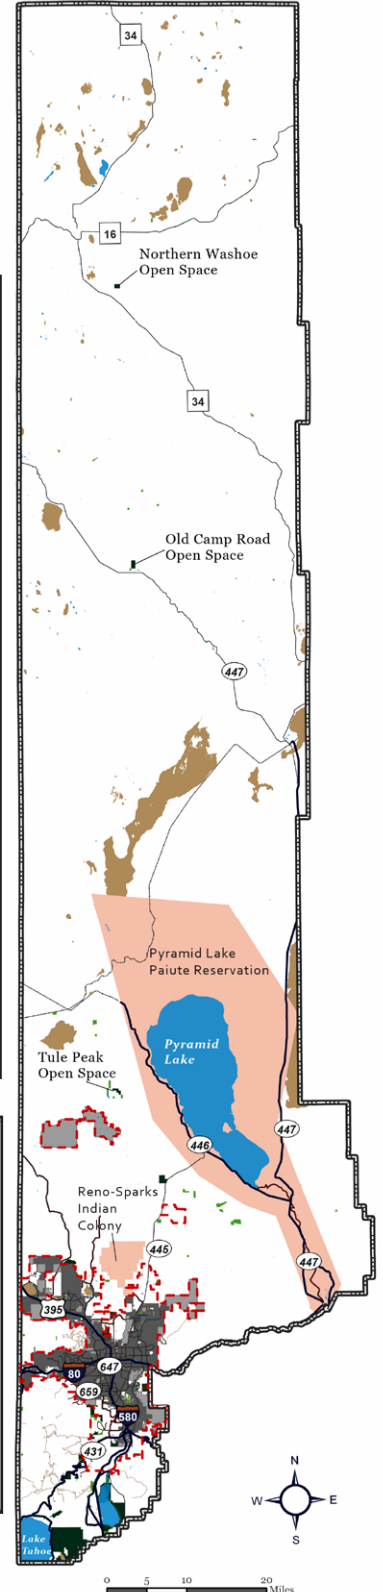 34
16
Northern Washoe
Open Space
34
Old Camp Road
Open Space
447
Pyramid Lake
Paiute Reservation
Pyramid
Lake
Tule Peak
Open Space
446
447
Reno-Sparks
Indian
Colony
445
447
395
647
80
659
580
431
Lake
Tahoe
N
W
E
S
0
5
10
20
Miles